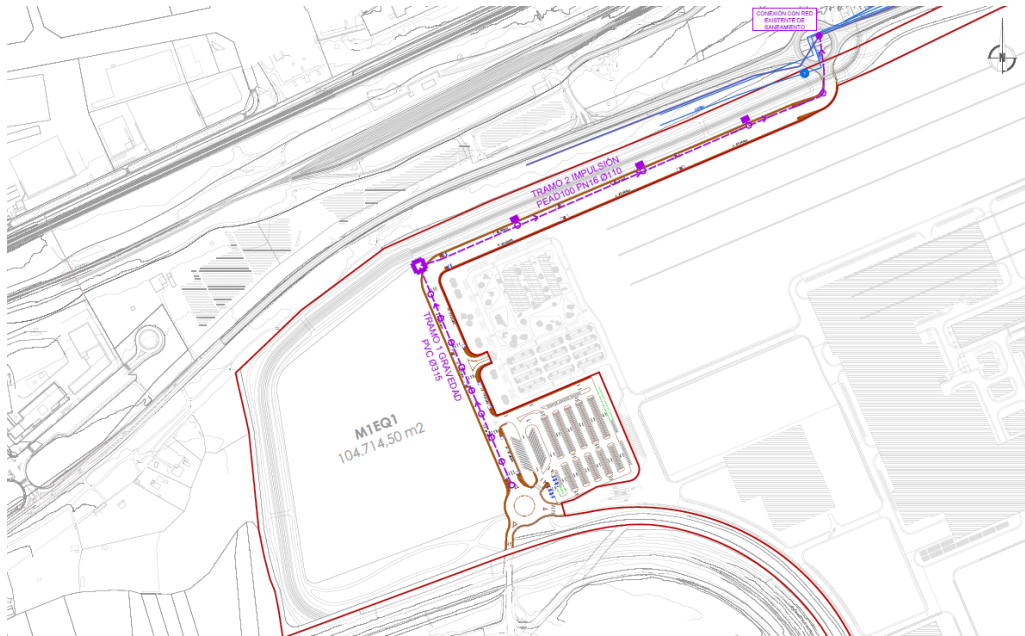 CONEXIÓN CON RED
EXISTENTE DE
SANEAMIENTO
N
TRAMO 2 IMPULSIÓN
PEAD100 PN16 Ø110
TRAMO 1 GRAVEDAD
PVC Ø315
M1EQ1
104.714,50 m2